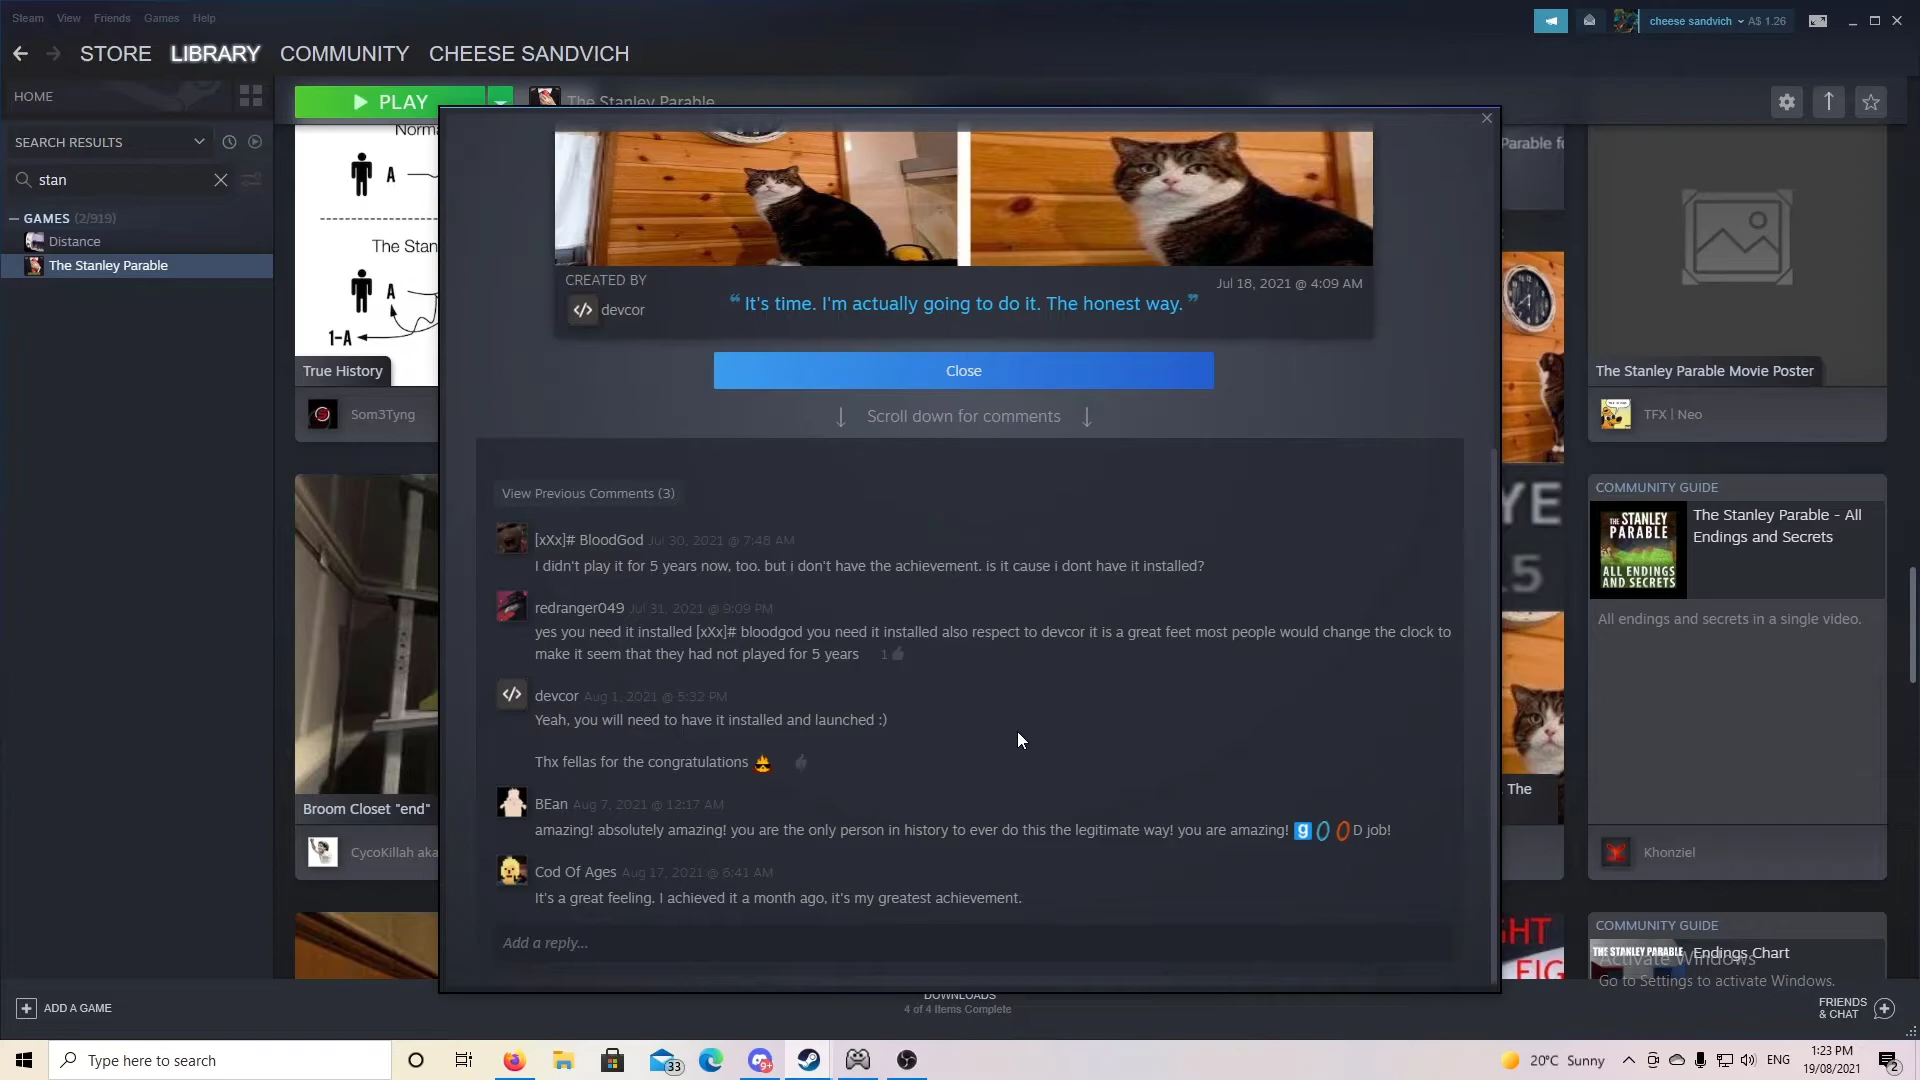 Steam View Friends Games Help
cheese sandvich A$ 1.26
STORE LIBRARY COMMUNITY CHEESE SANDVICH
HOME
PLAY
The Stanley Parable
SEARCH RESULTS
stan
GAMES (2/919)
Distance
The Stanley Parable
Norma
A
The Stan
A
1-A
True History
Som3Tyng
Broom Closet "end"
CycoKillah aka
CREATED BY
devcor
Jul 18, 2021 @ 4:09 AM
“ It's time. I'm actually going to do it. The honest way. ”
Close
Scroll down for comments
View Previous Comments (3)
[xXx]# BloodGod Jul 30, 2021 @ 7:48 AM
I didn't play it for 5 years now, too. but i don't have the achievement. is it cause i dont have it installed?
redranger049 Jul 31, 2021 @ 9:09 PM
yes you need it installed [xXx]# bloodgod you need it installed also respect to devcor it is a great feet most people would change the clock to
make it seem that they had not played for 5 years 1
devcor Aug 1, 2021 @ 5:32 PM
Yeah, you will need to have it installed and launched :)
Thx fellas for the congratulations
BEan Aug 7, 2021 @ 12:17 AM
amazing! absolutely amazing! you are the only person in history to ever do this the legitimate way! you are amazing! g D job!
Cod Of Ages Aug 17, 2021 @ 6:41 AM
It's a great feeling. I achieved it a month ago, it's my greatest achievement.
Add a reply...
Parable fo
YE
15
. The
HT
FIG
The Stanley Parable Movie Poster
TFX | Neo
COMMUNITY GUIDE
THE STANLEY
PARABLE
ALL ENDINGS
AND SECRETS
The Stanley Parable - All
Endings and Secrets
All endings and secrets in a single video.
Khonziel
COMMUNITY GUIDE
THE STANLEY PARABLE
Endings Chart
Activate Windows
Go to Settings to activate Windows.
ADD A GAME
DOWNLOADS
4 of 4 Items Complete
FRIENDS
& CHAT
Type here to search
33
9+
20°C Sunny
ENG
1:23 PM
19/08/2021
2